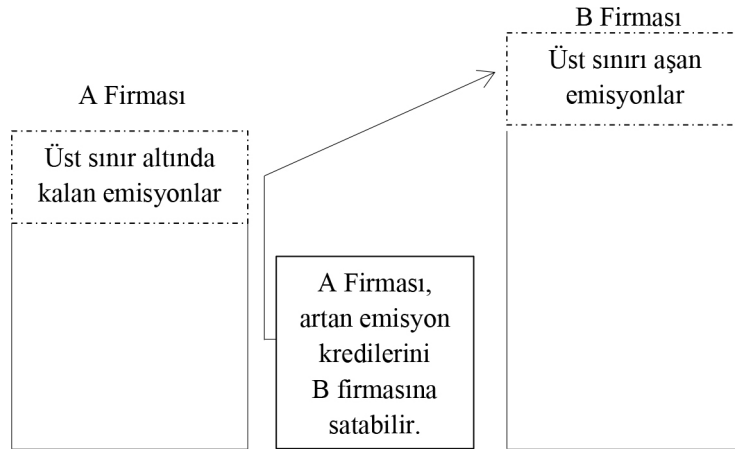 A Firması
Üst sınır altında
kalan emisyonlar
A Firması,
artan emisyon
kredilerini
B firmasına
satabilir.
B Firması
Üst sınırı aşan
emisyonlar